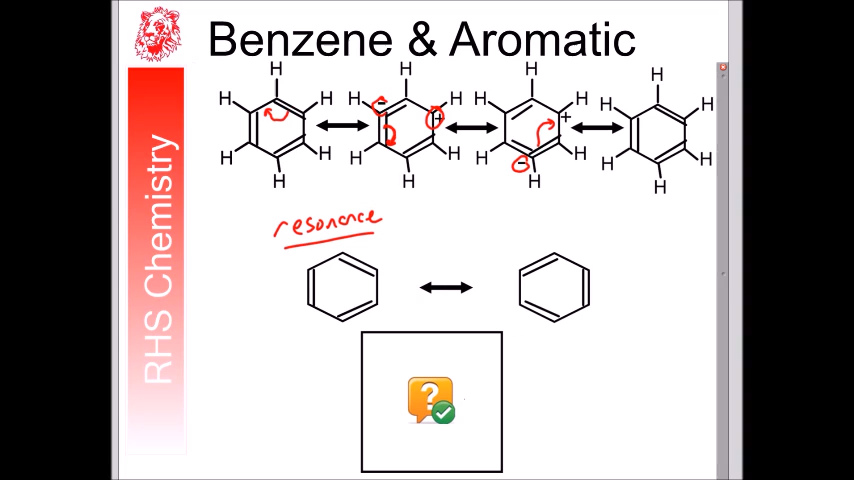 Benzene & Aromatic
H H H H
H H H H H H H H
- + + -
H H H H H H H H
H H H H
resonance
RHS Chemistry
?